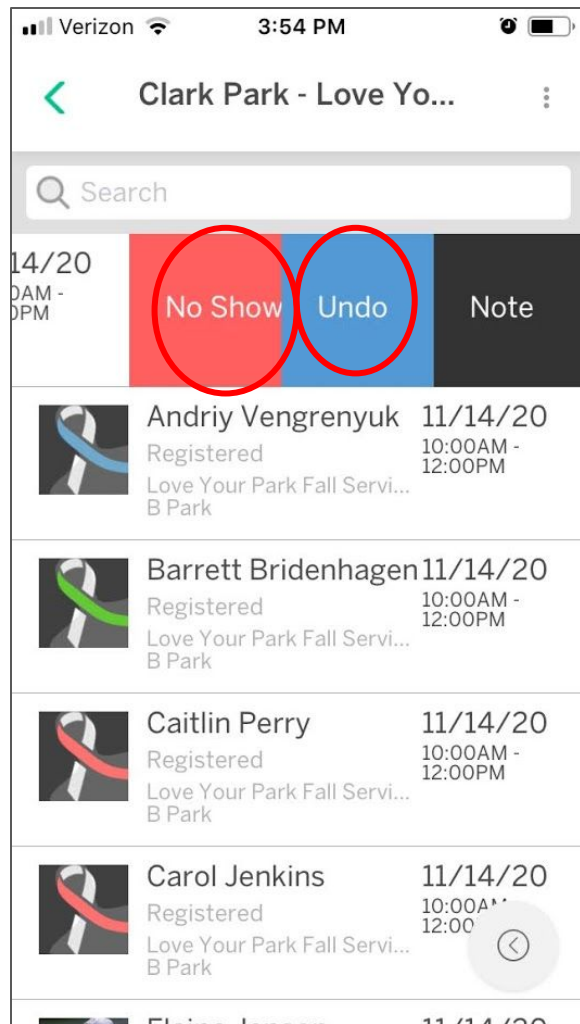 Verizon 3:54 PM
Clark Park - Love Yo...
Search
14/20
PM
No Show Undo Note
Andriy Vengrenyuk 11/14/20
Registered 10:00AM -
12:00PM
Love Your Park Fall Servi...
B Park
Barrett Bridenhagen 11/14/20
Registered 10:00AM -
12:00PM
Love Your Park Fall Servi...
B Park
Caitlin Perry 11/14/20
Registered 10:00AM -
12:00PM
Love Your Park Fall Servi...
B Park
Carol Jenkins 11/14/20
Registered
Love Your Park Fall Servi...
B Park